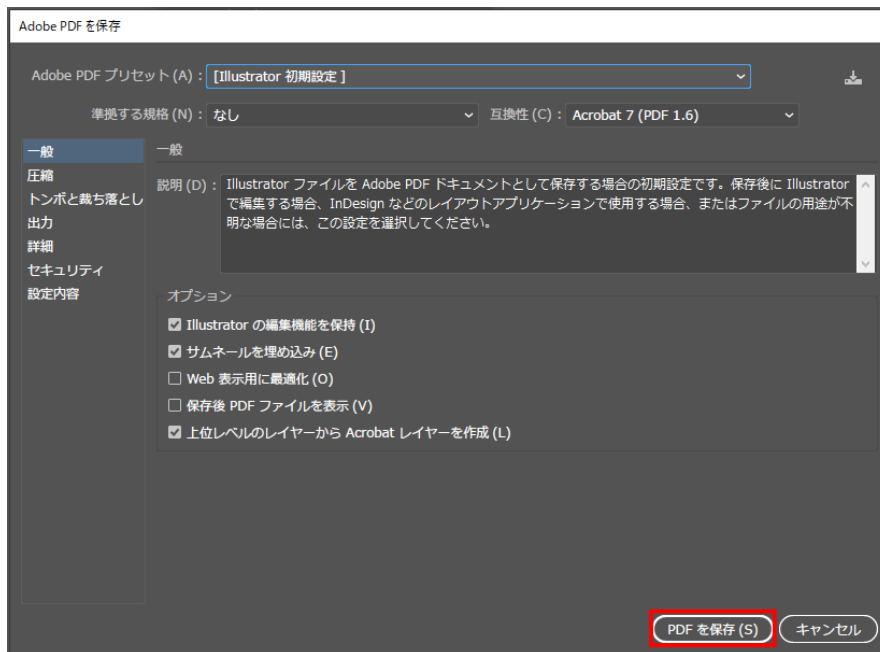 Adobe PDF を保存
Adobe PDF プリセット (A) : [Illustrator 初期設定 ]
準拠する規格 (N) : なし 互換性 (C) : Acrobat 7 (PDF 1.6)
一般
圧縮
トンボと裁ち落とし
出力
詳細
セキュリティ
設定内容
一般
説明 (D) : Illustrator ファイルを Adobe PDF ドキュメントとして保存する場合の初期設定です。保存後に Illustrator
で編集する場合、InDesign などのレイアウトアプリケーションで使用する場合、またはファイルの用途が不
明な場合には、この設定を選択してください。
オプション
Illustrator の編集機能を保持 (I)
サムネールを埋め込み (E)
Web 表示用に最適化 (O)
保存後 PDF ファイルを表示 (V)
上位レベルのレイヤーから Acrobat レイヤーを作成 (L)
PDF を保存 (S) キャンセル